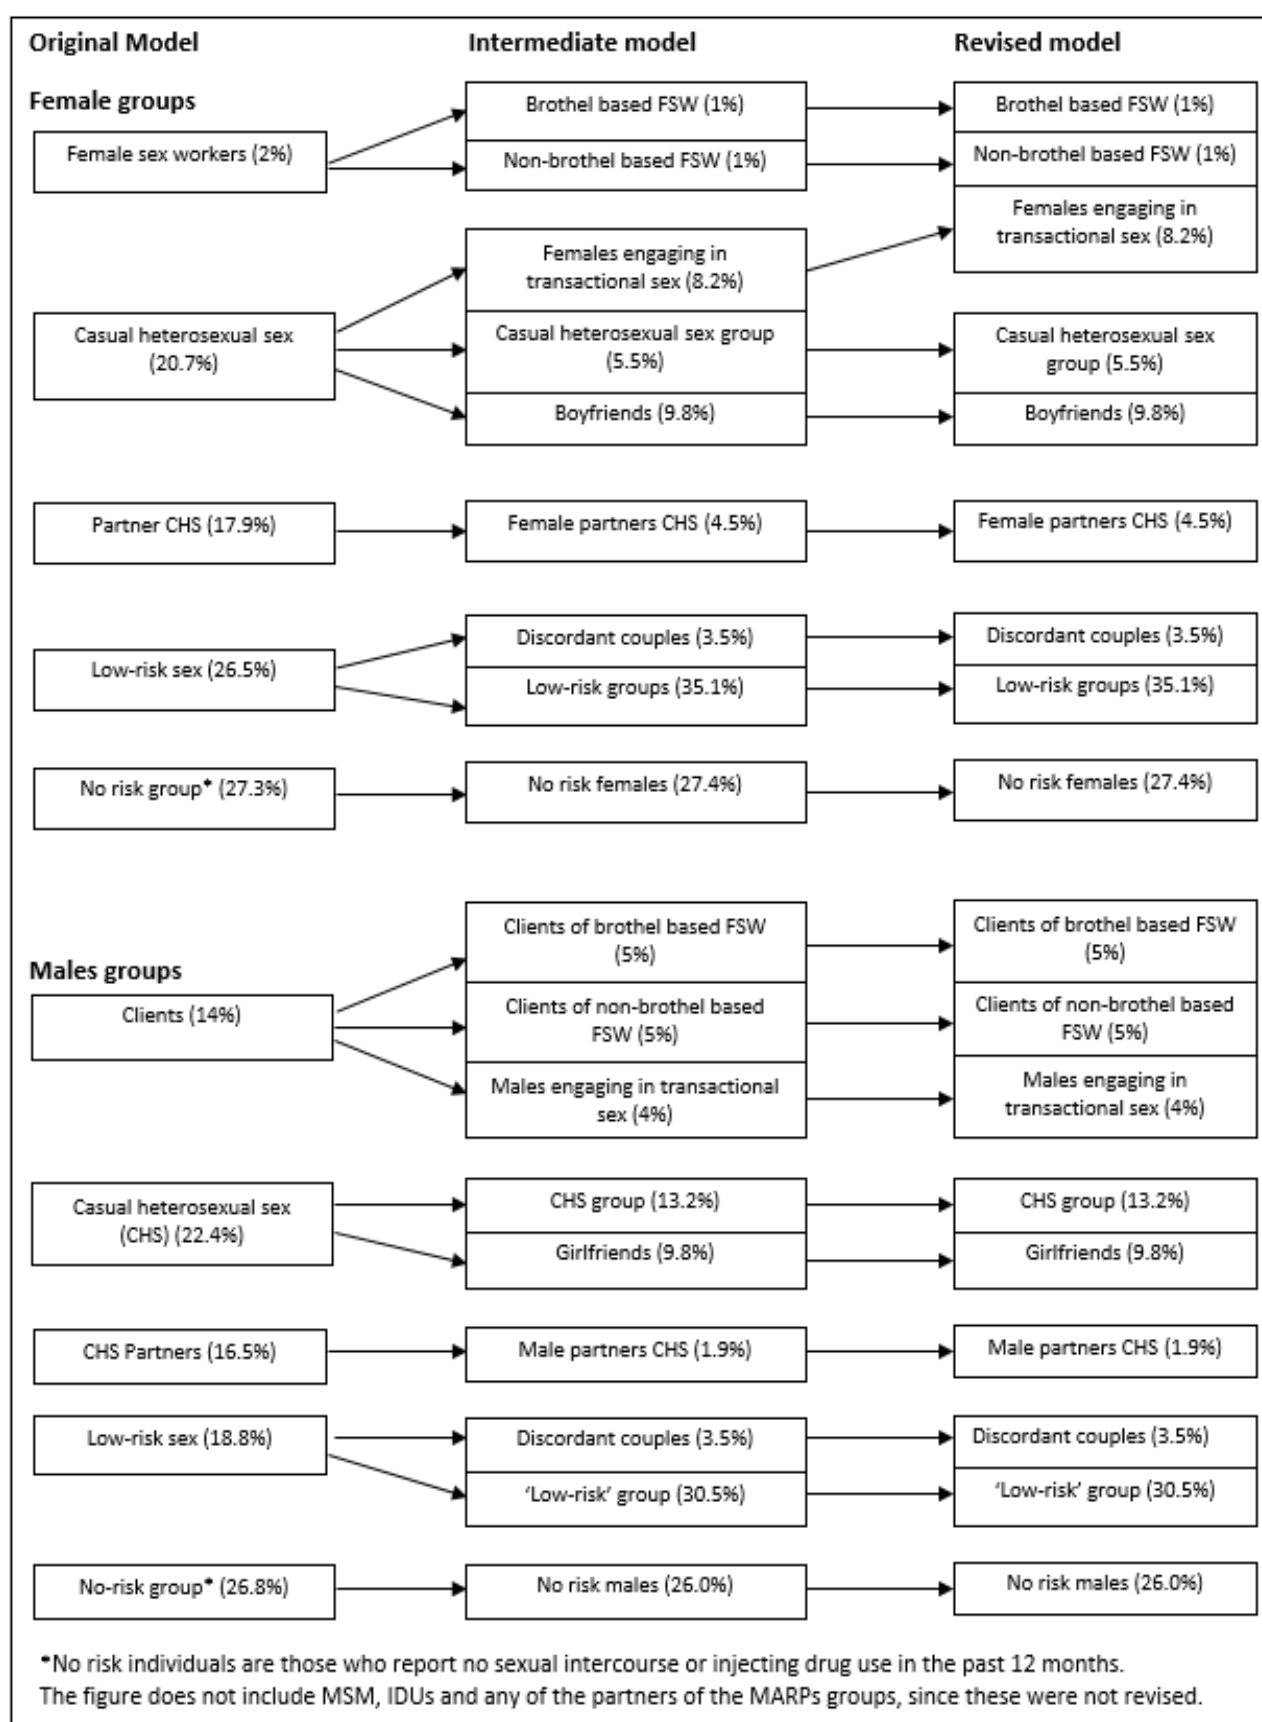 Original Model
Intermediate model
Revised model
Female groups
Female sex workers (2%)
Brothel based FSW (1%)
Non-brothel based FSW (1%)
Brothel based FSW (1%)
Non-brothel based FSW (1%)
Females engaging in
transactional sex (8.2%)
Casual heterosexual sex
(20.7%)
Females engaging in
transactional sex (8.2%)
Casual heterosexual sex group
(5.5%)
Boyfriends (9.8%)
Casual heterosexual sex
group (5.5%)
Boyfriends (9.8%)
Partner CHS (17.9%)
Female partners CHS (4.5%)
Female partners CHS (4.5%)
Low-risk sex (26.5%)
Discordant couples (3.5%)
Low-risk groups (35.1%)
Discordant couples (3.5%)
Low-risk groups (35.1%)
No risk group* (27.3%)
No risk females (27.4%)
No risk females (27.4%)
Males groups
Clients (14%)
Clients of brothel based FSW
(5%)
Clients of non-brothel based
FSW (5%)
Males engaging in transactional
sex (4%)
Clients of brothel based FSW
(5%)
Clients of non-brothel based
FSW (5%)
Males engaging in
transactional sex (4%)
Casual heterosexual sex
(CHS) (22.4%)
CHS group (13.2%)
Girlfriends (9.8%)
CHS group (13.2%)
Girlfriends (9.8%)
CHS Partners (16.5%)
Male partners CHS (1.9%)
Male partners CHS (1.9%)
Low-risk sex (18.8%)
Discordant couples (3.5%)
‘Low-risk’ group (30.5%)
Discordant couples (3.5%)
‘Low-risk’ group (30.5%)
No-risk group* (26.8%)
No risk males (26.0%)
No risk males (26.0%)
*No risk individuals are those who report no sexual intercourse or injecting drug use in the past 12 months.
The figure does not include MSM, IDUs and any of the partners of the MARPs groups, since these were not revised.